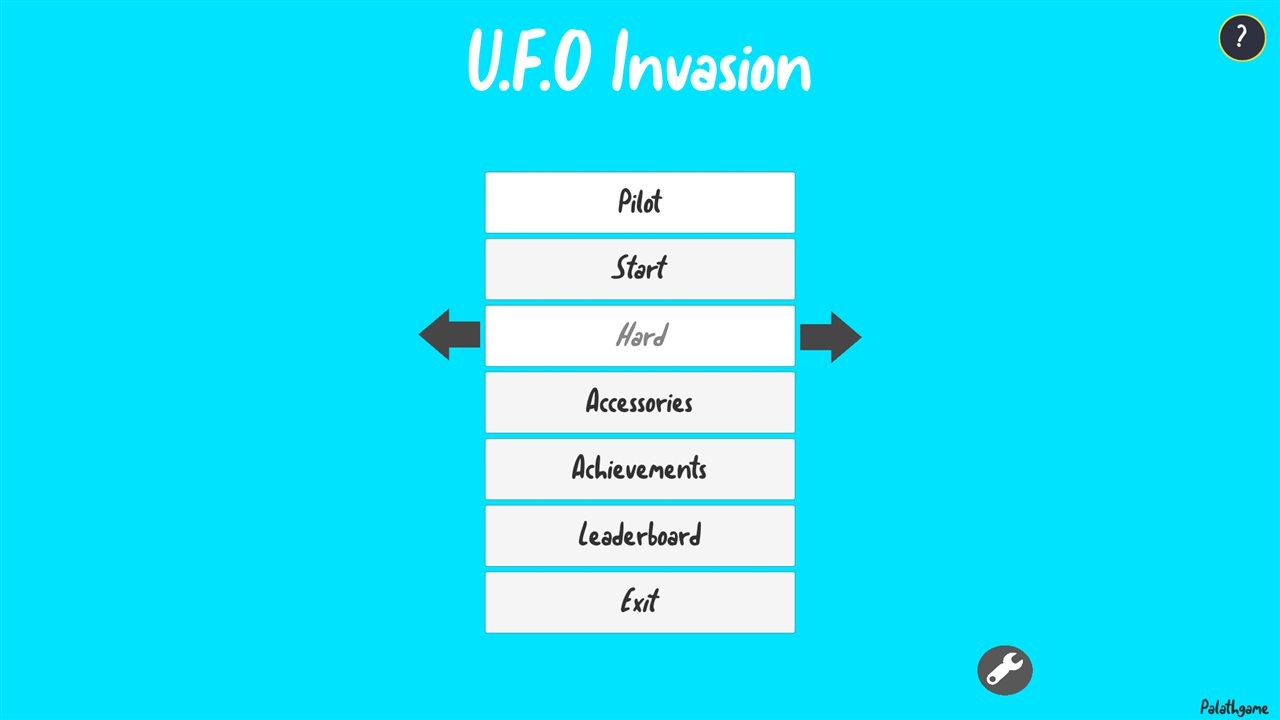 U.F.O Invasion
?
Pilot
Start
Hard
Accessories
Achievements
Leaderboard
Exit
Palathgame